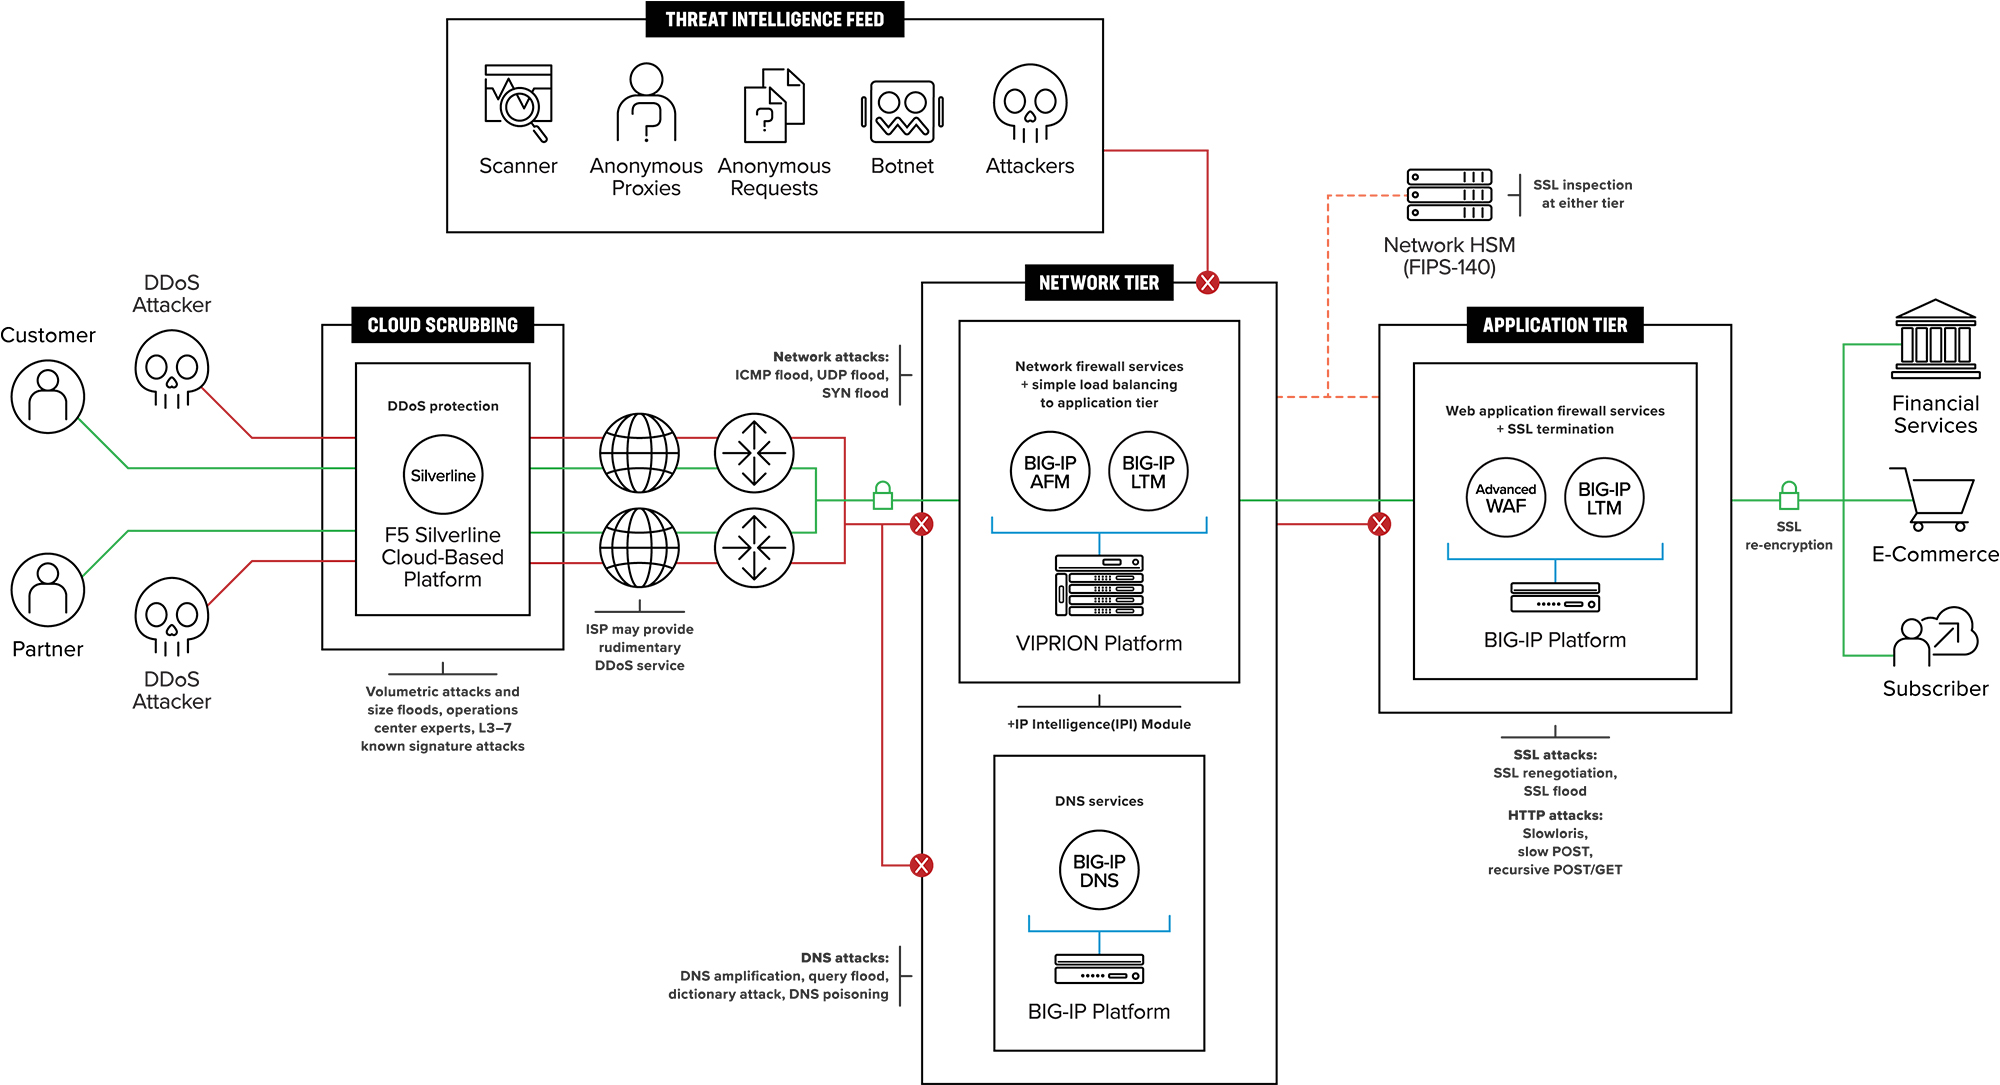 THREAT INTELLIGENCE FEED
Scanner
Anonymous
Proxies
Anonymous
Requests
Botnet
Attackers
SSL inspection
at either tier
Network HSM
(FIPS-140)
DDoS
Attacker
Customer
Partner
DDoS
Attacker
CLOUD SCRUBBING
DDoS protection
Silverline
F5 Silverline
Cloud-Based
Platform
Volumetric attacks and
size floods, operations
center experts, L3–7
known signature attacks
ISP may provide
rudimentary
DDoS service
Network attacks:
ICMP flood, UDP flood,
SYN flood
NETWORK TIER
Network firewall services
+ simple load balancing
to application tier
BIG-IP
AFM
BIG-IP
LTM
VIPRION Platform
+IP Intelligence(IPI) Module
DNS services
BIG-IP
DNS
BIG-IP Platform
DNS attacks:
DNS amplification, query flood,
dictionary attack, DNS poisoning
APPLICATION TIER
Web application firewall services
+ SSL termination
Advanced
WAF
BIG-IP
LTM
BIG-IP Platform
SSL attacks:
SSL renegotiation,
SSL flood
HTTP attacks:
Slowloris,
slow POST,
recursive POST/GET
SSL
re-encryption
Financial
Services
E-Commerce
Subscriber